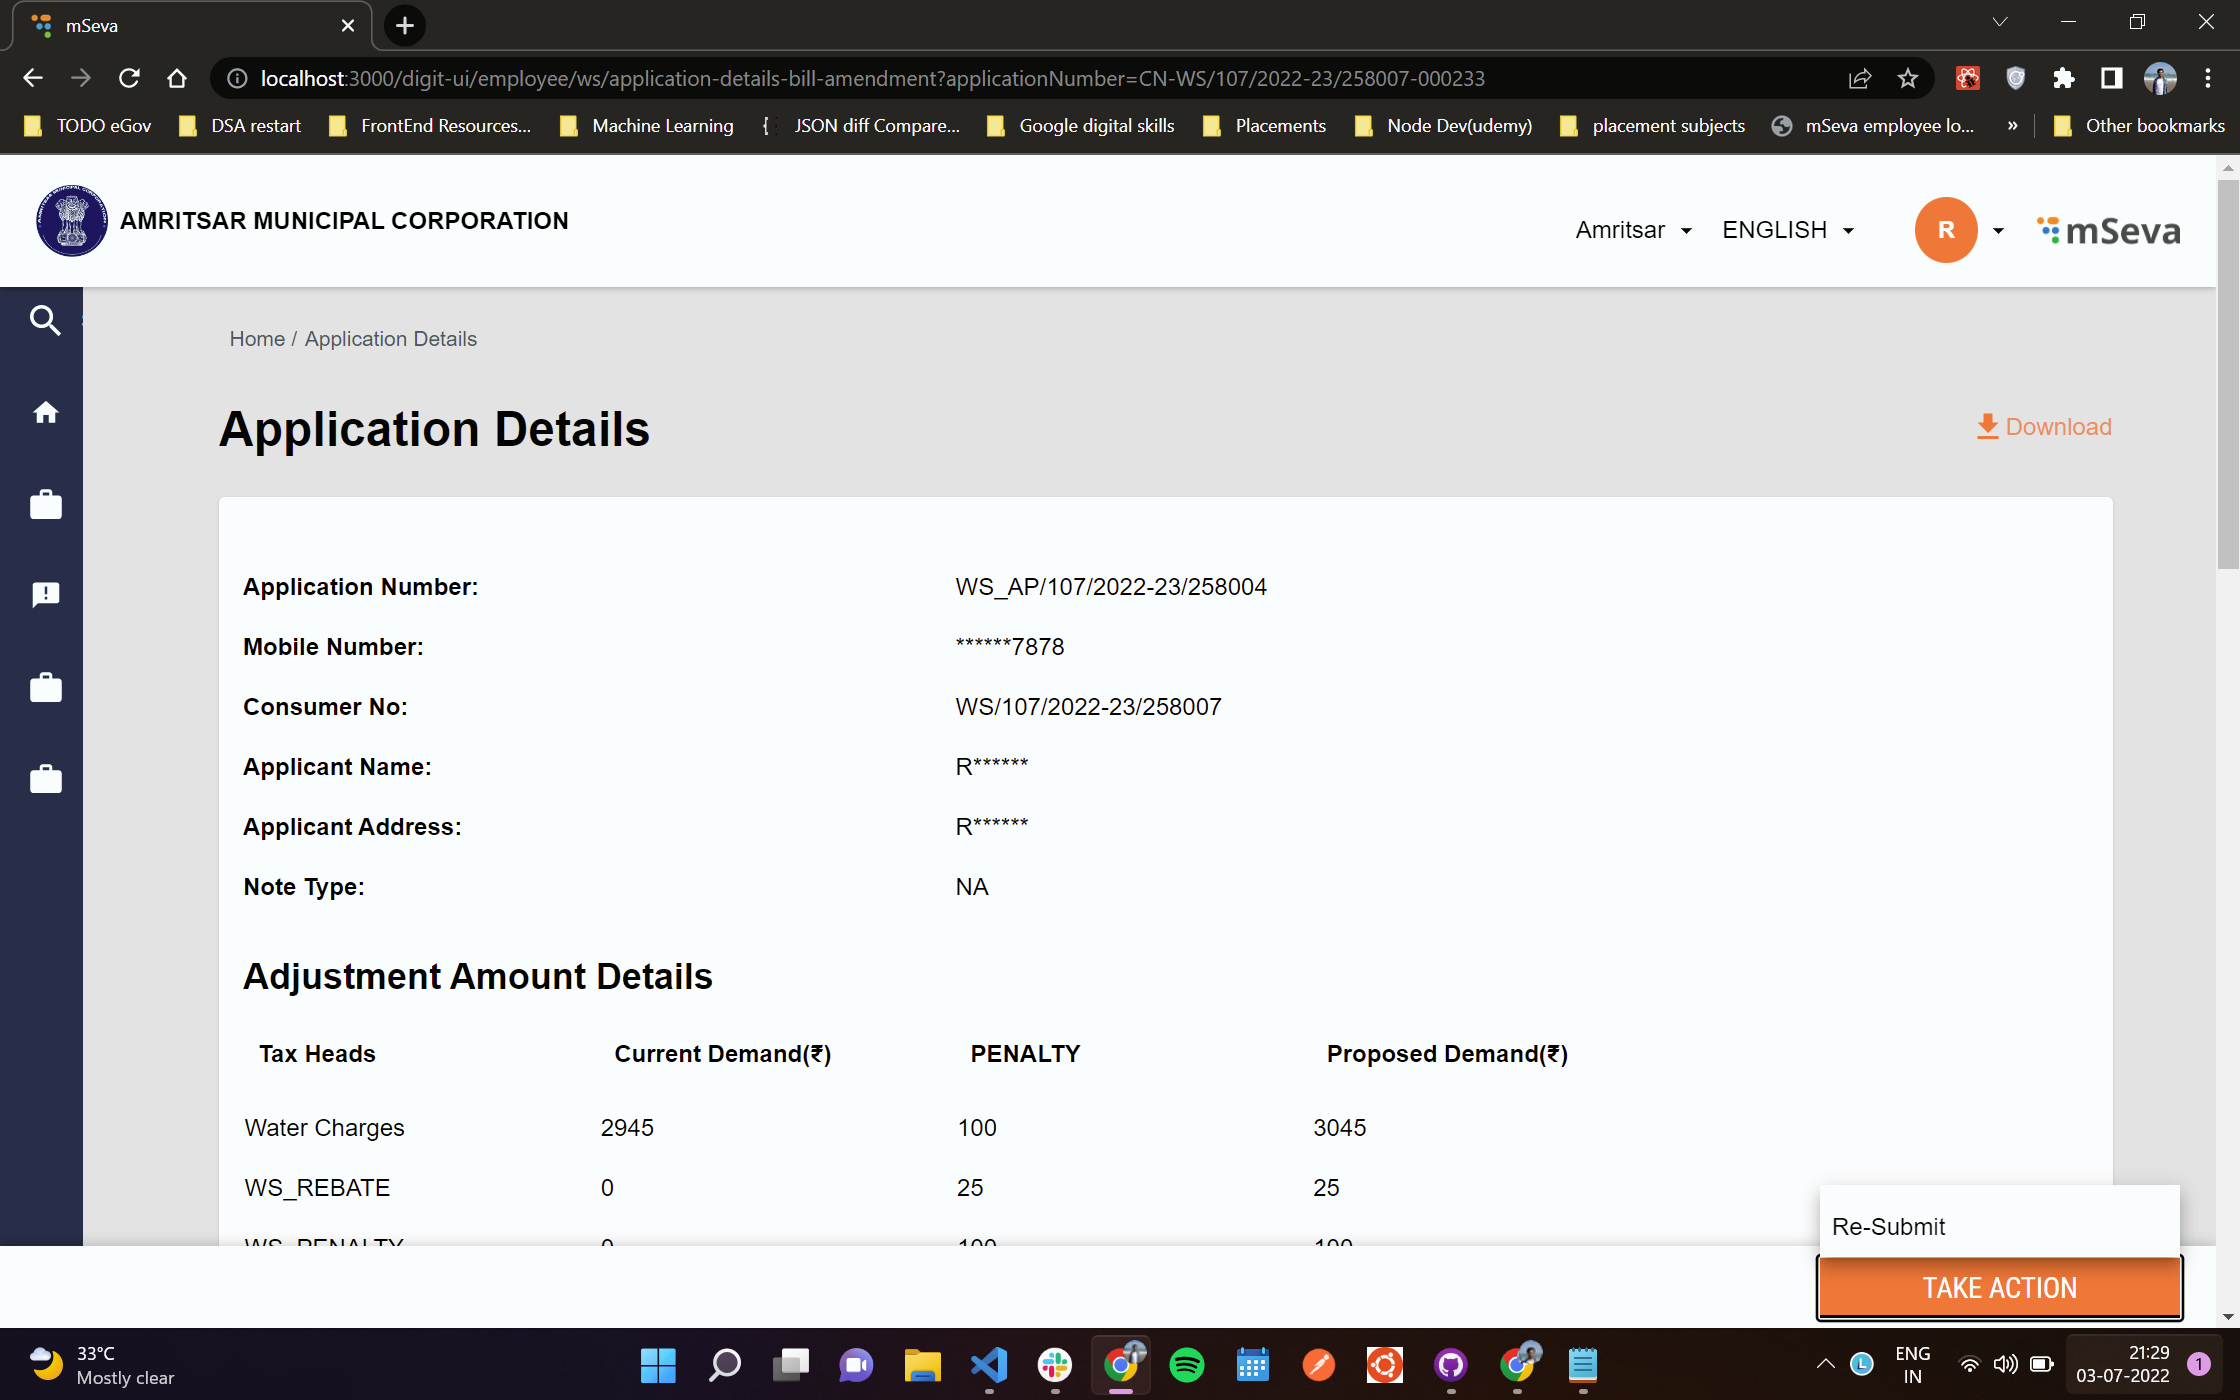 mSeva
localhost:3000/digit-ui/employee/ws/application-details-bill-amendment?applicationNumber=CN-WS/107/2022-23/258007-000233
TODO eGov DSA restart FrontEnd Resources... Machine Learning JSON diff Compare... Google digital skills Placements Node Dev(udemy) placement subjects mSeva employee lo... » Other bookmarks
AMRITSAR MUNICIPAL CORPORATION
Amritsar ENGLISH R mSeva
Home / Application Details
Application Details
Download
Application Number: WS_AP/107/2022-23/258004
Mobile Number: ******7878
Consumer No: WS/107/2022-23/258007
Applicant Name: R******
Applicant Address: R******
Note Type: NA
Adjustment Amount Details
Tax Heads Current Demand(₹) PENALTY Proposed Demand(₹)
Water Charges 2945 100 3045
WS_REBATE 0 25 25
WS_PENALTY 0 100 100
Re-Submit
TAKE ACTION
33°C
Mostly clear
ENG
IN
21:29
03-07-2022
1